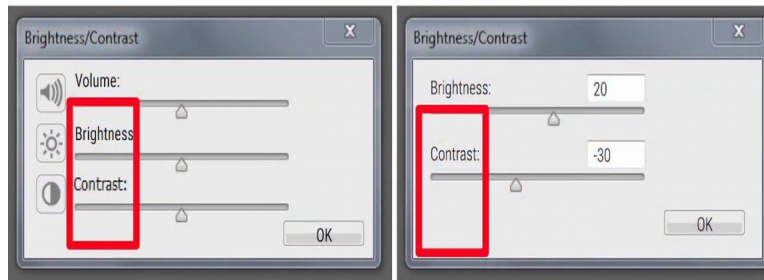 Brightness/Contrast
X
Volume:
Brightness
Contrast:
OK
Brightness/Contrast
X
Brightness:
20
Contrast:
-30
OK